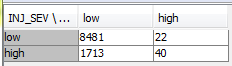 INJ_SEV \ ... low high
low 8481 22
high 1713 40